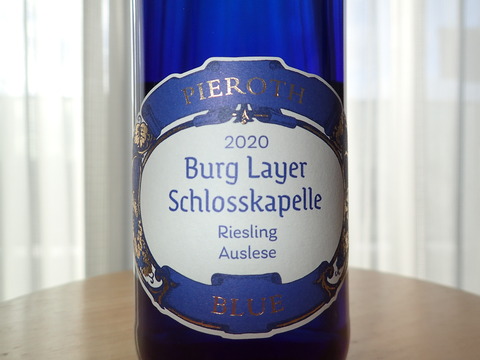 PIEROTH
2020
Burg Layer
Schlosskapelle
Riesling
Auslese
BLUE